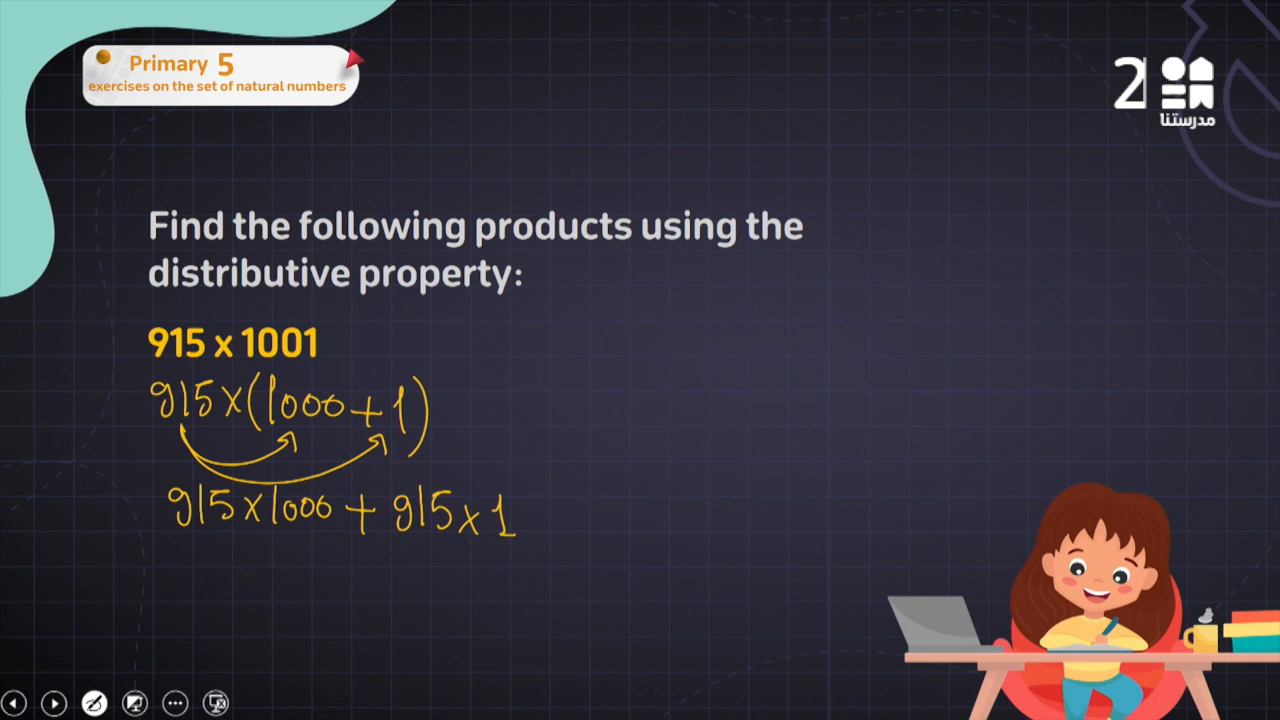 Primary 5
exercises on the set of natural numbers
2
مدرستنا
Find the following products using the
distributive property:
915 x 1001
915 x (1000 + 1)
915 x 1000 + 915 x 1